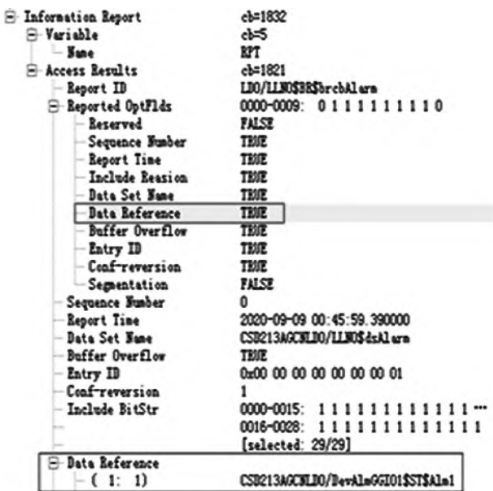 Information Report cb=1832
Variable cb=5
Name RPT
Access Results cb=1821
Report ID LD0/LLN0$BR$brcbAlarm
Reported OptFlds 0000-0009: 0 1 1 1 1 1 1 1 1 0
Reserved FALSE
Sequence Number TRUE
Report Time TRUE
Include Reasion TRUE
Data Set Name TRUE
Data Reference TRUE
Buffer Overflow TRUE
Entry ID TRUE
Conf-reversion TRUE
Segmentation FALSE
Sequence Number 0
Report Time 2020-09-09 00:45:59.390000
Data Set Name CSD213AGCNLD0/LLN0$dsAlarm
Buffer Overflow TRUE
Entry ID 0x00 00 00 00 00 00 00 01
Conf-reversion 1
Include BitStr 0000-0015: 1 1 1 1 1 1 1 1 1 1 1 1 ···
0016-0028: 1 1 1 1 1 1 1 1 1 1 1 1 1
[selected: 29/29]
Data Reference
( 1: 1) CSD213AGCNLD0/DevAlmGGIO1$ST$Alm1